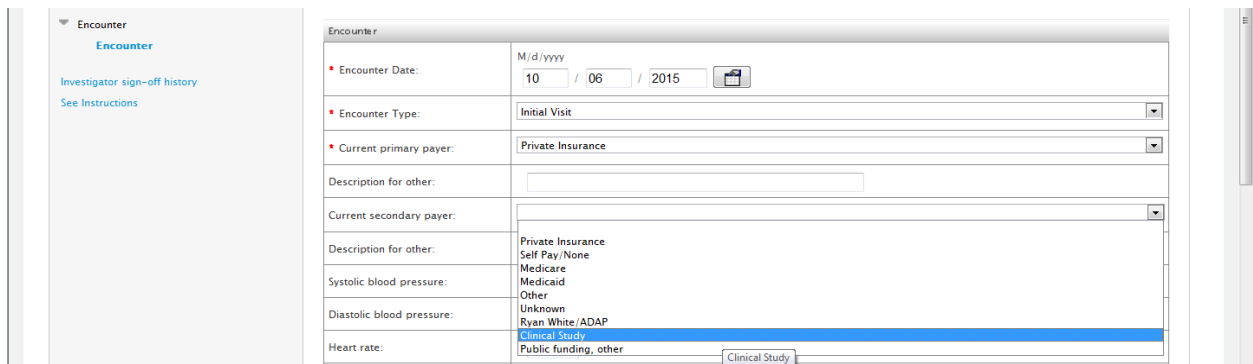 Encounter
Encounter
Investigator sign-off history
See Instructions
Encounter
* Encounter Date:
M/d/yyyy
10 / 06 / 2015
* Encounter Type:
Initial Visit
* Current primary payer:
Private Insurance
Description for other:
Current secondary payer:
Private Insurance
Self Pay/None
Medicare
Medicaid
Other
Unknown
Ryan White/ADAP
Clinical Study
Public funding, other
Description for other:
Systolic blood pressure:
Diastolic blood pressure:
Heart rate:
Clinical Study